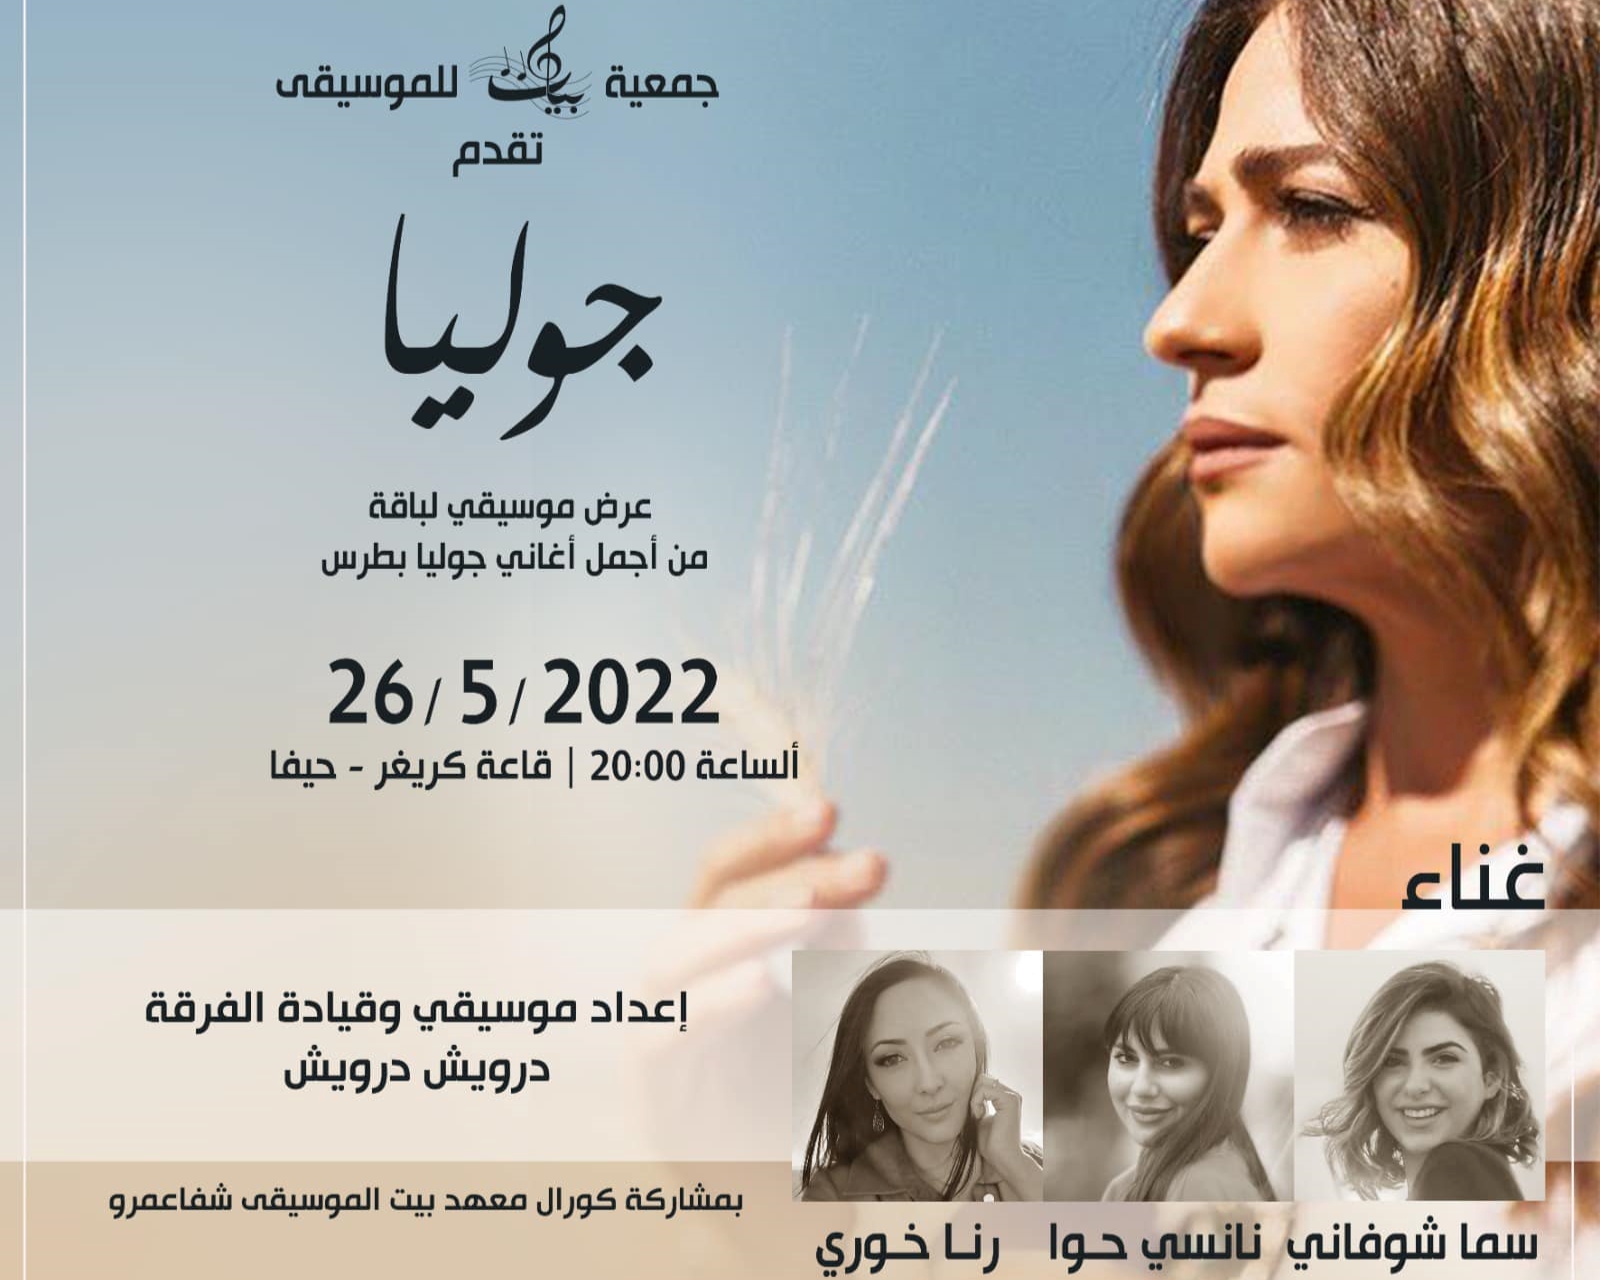 جمعية بيات للموسيقى
تقدم
جوليا
عرض موسيقي لباقة
من أجمل أغاني جوليا بطرس
26/5/2022
ألساعة 20:00 | قاعة كريغر - حيفا
غناء
سما شوفاني
نانسي حوا
رنا خوري
إعداد موسيقي وقيادة الفرقة
درويش درويش
بمشاركة كورال معهد بيت الموسيقى شفاعمرو